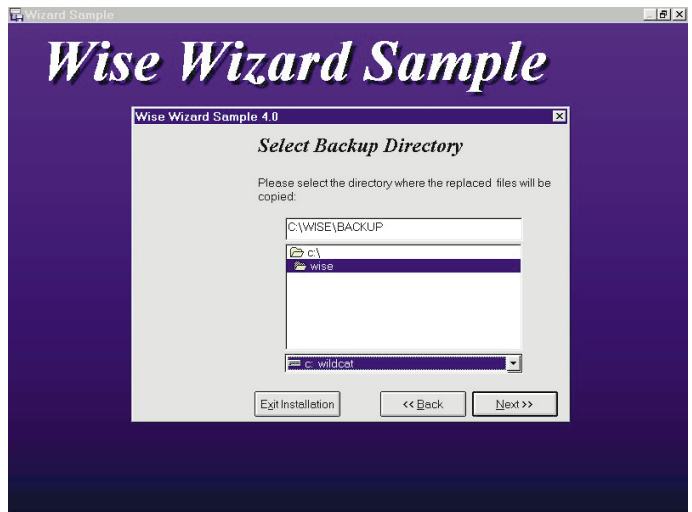 Wizard Sample
Wise Wizard Sample
Wise Wizard Sample 4.0
Select Backup Directory
Please select the directory where the replaced files will be
copied:
C:\WISE\BACKUP
c:\
wise
c: wildcat
Exit Installation
<< Back
Next >>